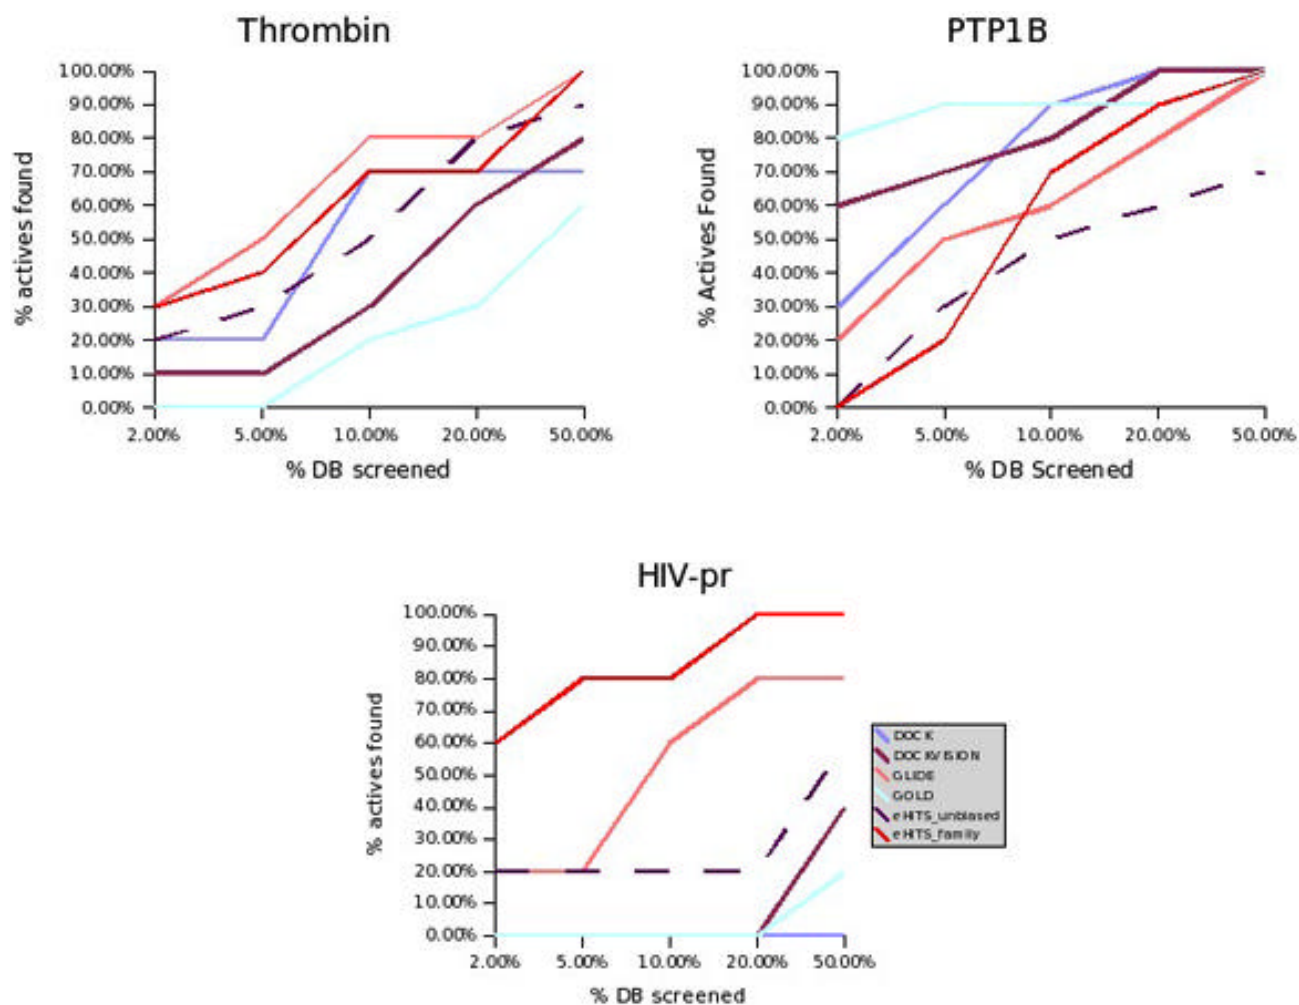 Thrombin
100.00%
90.00%
80.00%
70.00%
60.00%
50.00%
40.00%
30.00%
20.00%
10.00%
0.00%
% actives found
2.00% 5.00% 10.00% 20.00% 50.00%
% DB screened
PTP1B
100.00%
90.00%
80.00%
70.00%
60.00%
50.00%
40.00%
30.00%
20.00%
10.00%
0.00%
% Actives Found
2.00% 5.00% 10.00% 20.00% 50.00%
% DB Screened
HIV-pr
100.00%
90.00%
80.00%
70.00%
60.00%
50.00%
40.00%
30.00%
20.00%
10.00%
0.00%
% actives found
2.00% 5.00% 10.00% 20.00% 50.00%
% DB screened
DOCK
DOCKVISION
GLIDE
GOLD
eHITS_unbiased
eHITS_family